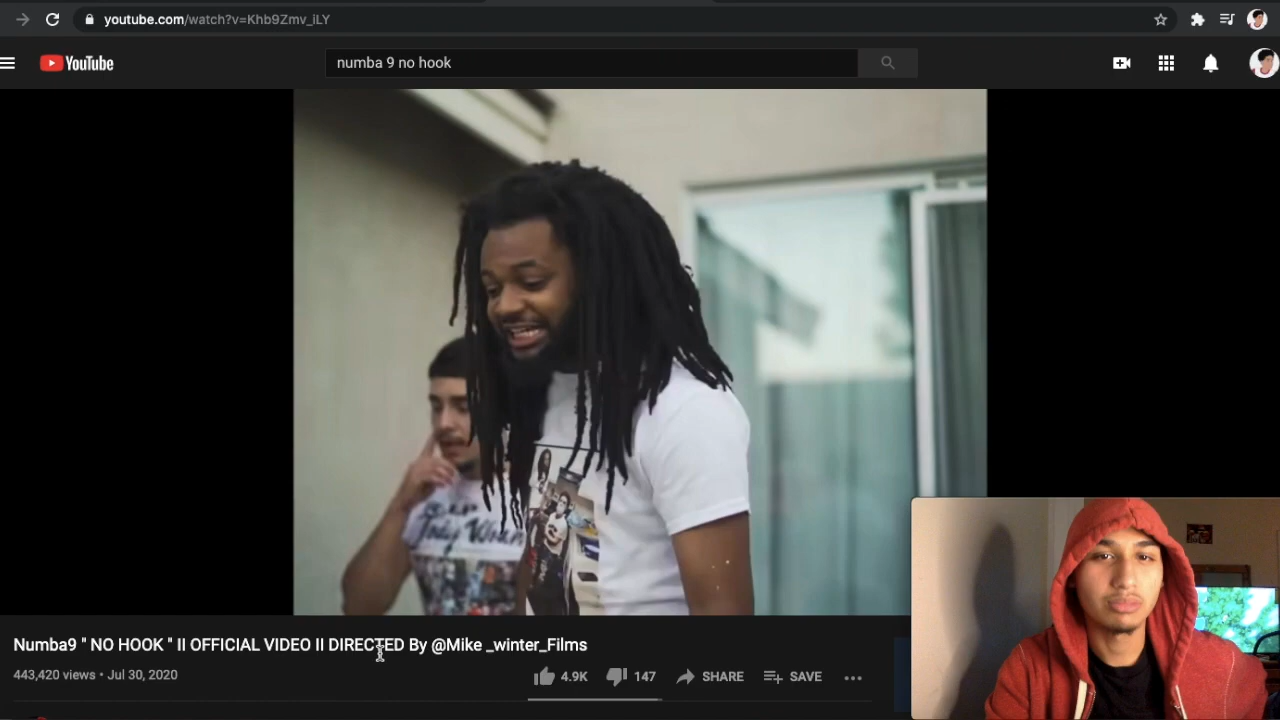 youtube.com/watch?v=Khb9Zmv_iLY
YouTube
numba 9 no hook
Numba9 " NO HOOK " II OFFICIAL VIDEO II DIRECTED By @Mike _winter_Films
443,420 views • Jul 30, 2020
4.9K 147 SHARE SAVE